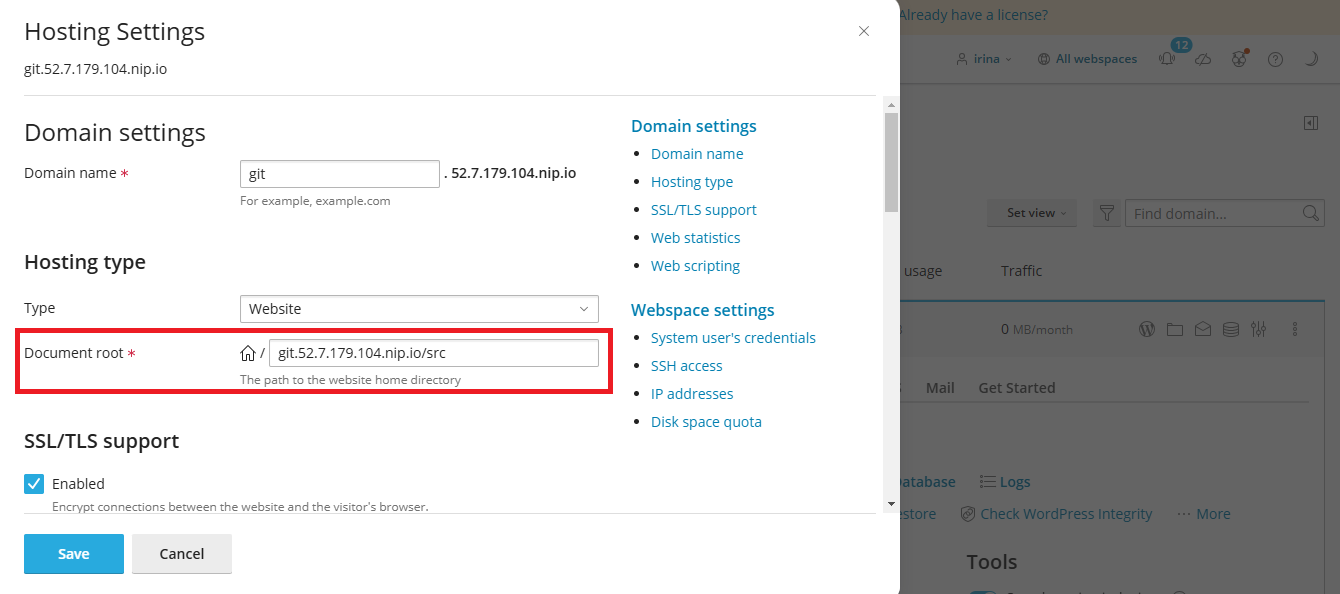 Hosting Settings
git.52.7.179.104.nip.io
Domain settings
Domain name *
git
. 52.7.179.104.nip.io
For example, example.com
Hosting type
Type
Website
Document root *
/ git.52.7.179.104.nip.io/src
The path to the website home directory
SSL/TLS support
Enabled
Encrypt connections between the website and the visitor's browser.
Save
Cancel
Domain settings
Domain name
Hosting type
SSL/TLS support
Web statistics
Web scripting
Webspace settings
System user's credentials
SSH access
IP addresses
Disk space quota
Already have a license?
irina
All webspaces
12
Set view
Find domain...
usage
Traffic
0 MB/month
Mail
Get Started
Logs
Check WordPress Integrity
More
Tools